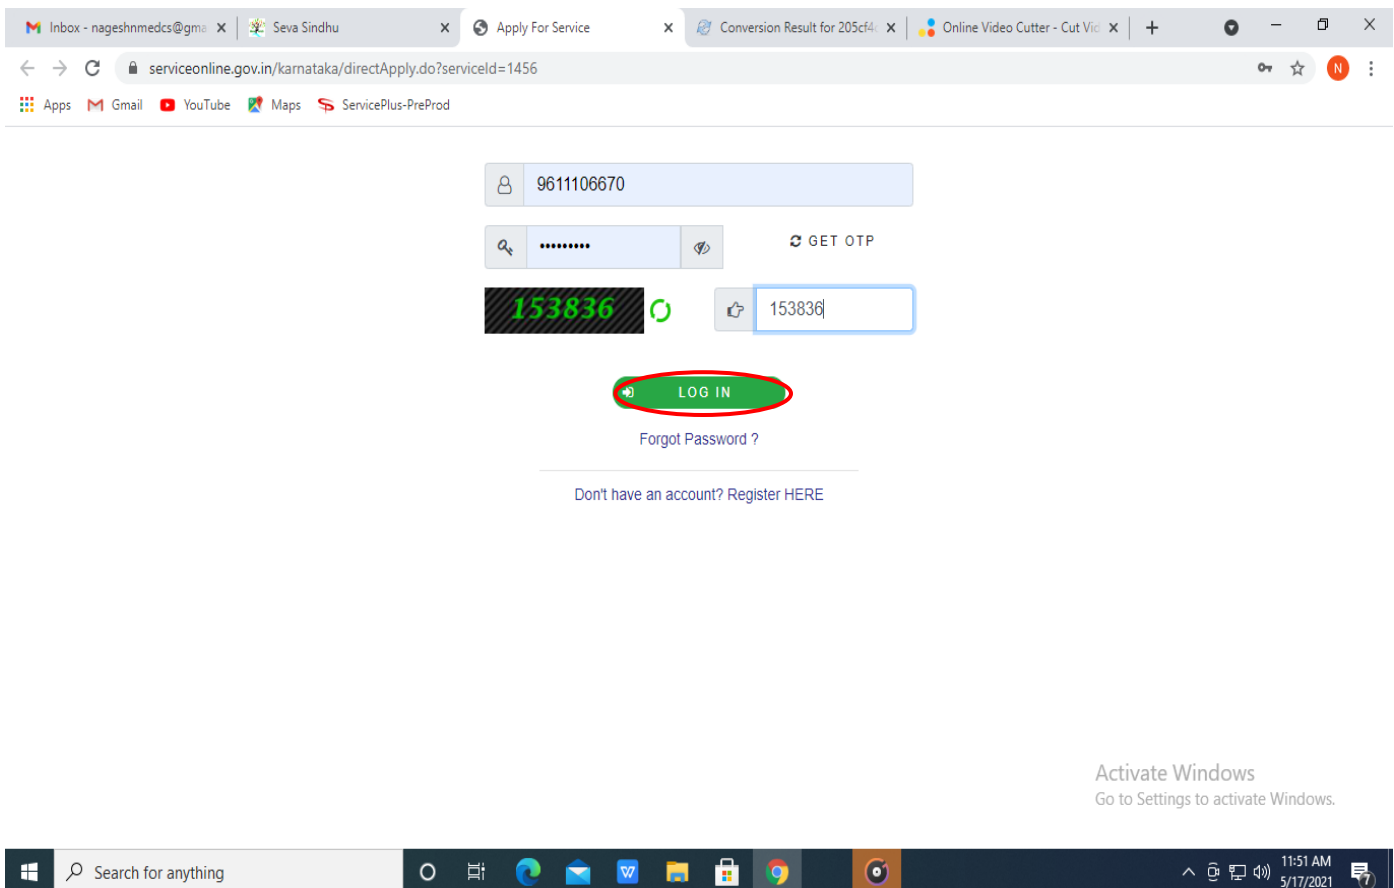 Inbox - nageshnmedcs@gma
Seva Sindhu
Apply For Service
Conversion Result for 205cf4
Online Video Cutter - Cut Vid
serviceonline.gov.in/karnataka/directApply.do?serviceId=1456
N
Apps
Gmail
YouTube
Maps
ServicePlus-PreProd
9611106670
•••••••••
GET OTP
153836
153836
LOG IN
Forgot Password ?
Don't have an account? Register HERE
Activate Windows
Go to Settings to activate Windows.
Search for anything
11:51 AM
5/17/2021
7